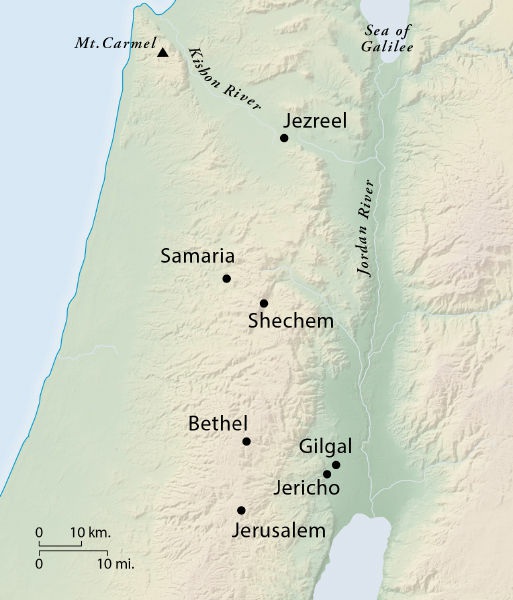 Sea of
Galilee
Mt. Carmel
Kishon River
Jezreel
Jordan River
Samaria
Shechem
Bethel
Gilgal
Jericho
Jerusalem
0 10 km.
0 10 mi.